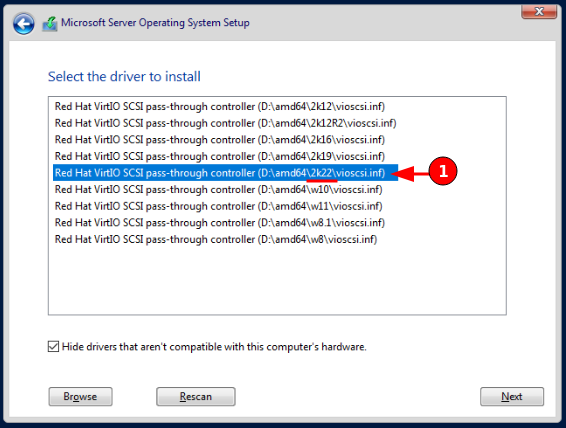 Microsoft Server Operating System Setup
Select the driver to install
Red Hat VirtIO SCSI pass-through controller (D:\amd64\2k12\vioscsi.inf)
Red Hat VirtIO SCSI pass-through controller (D:\amd64\2k12R2\vioscsi.inf)
Red Hat VirtIO SCSI pass-through controller (D:\amd64\2k16\vioscsi.inf)
Red Hat VirtIO SCSI pass-through controller (D:\amd64\2k19\vioscsi.inf)
Red Hat VirtIO SCSI pass-through controller (D:\amd64\2k22\vioscsi.inf)
1
Red Hat VirtIO SCSI pass-through controller (D:\amd64\w10\vioscsi.inf)
Red Hat VirtIO SCSI pass-through controller (D:\amd64\w11\vioscsi.inf)
Red Hat VirtIO SCSI pass-through controller (D:\amd64\w8.1\vioscsi.inf)
Red Hat VirtIO SCSI pass-through controller (D:\amd64\w8\vioscsi.inf)
Hide drivers that aren't compatible with this computer's hardware.
Browse Rescan Next